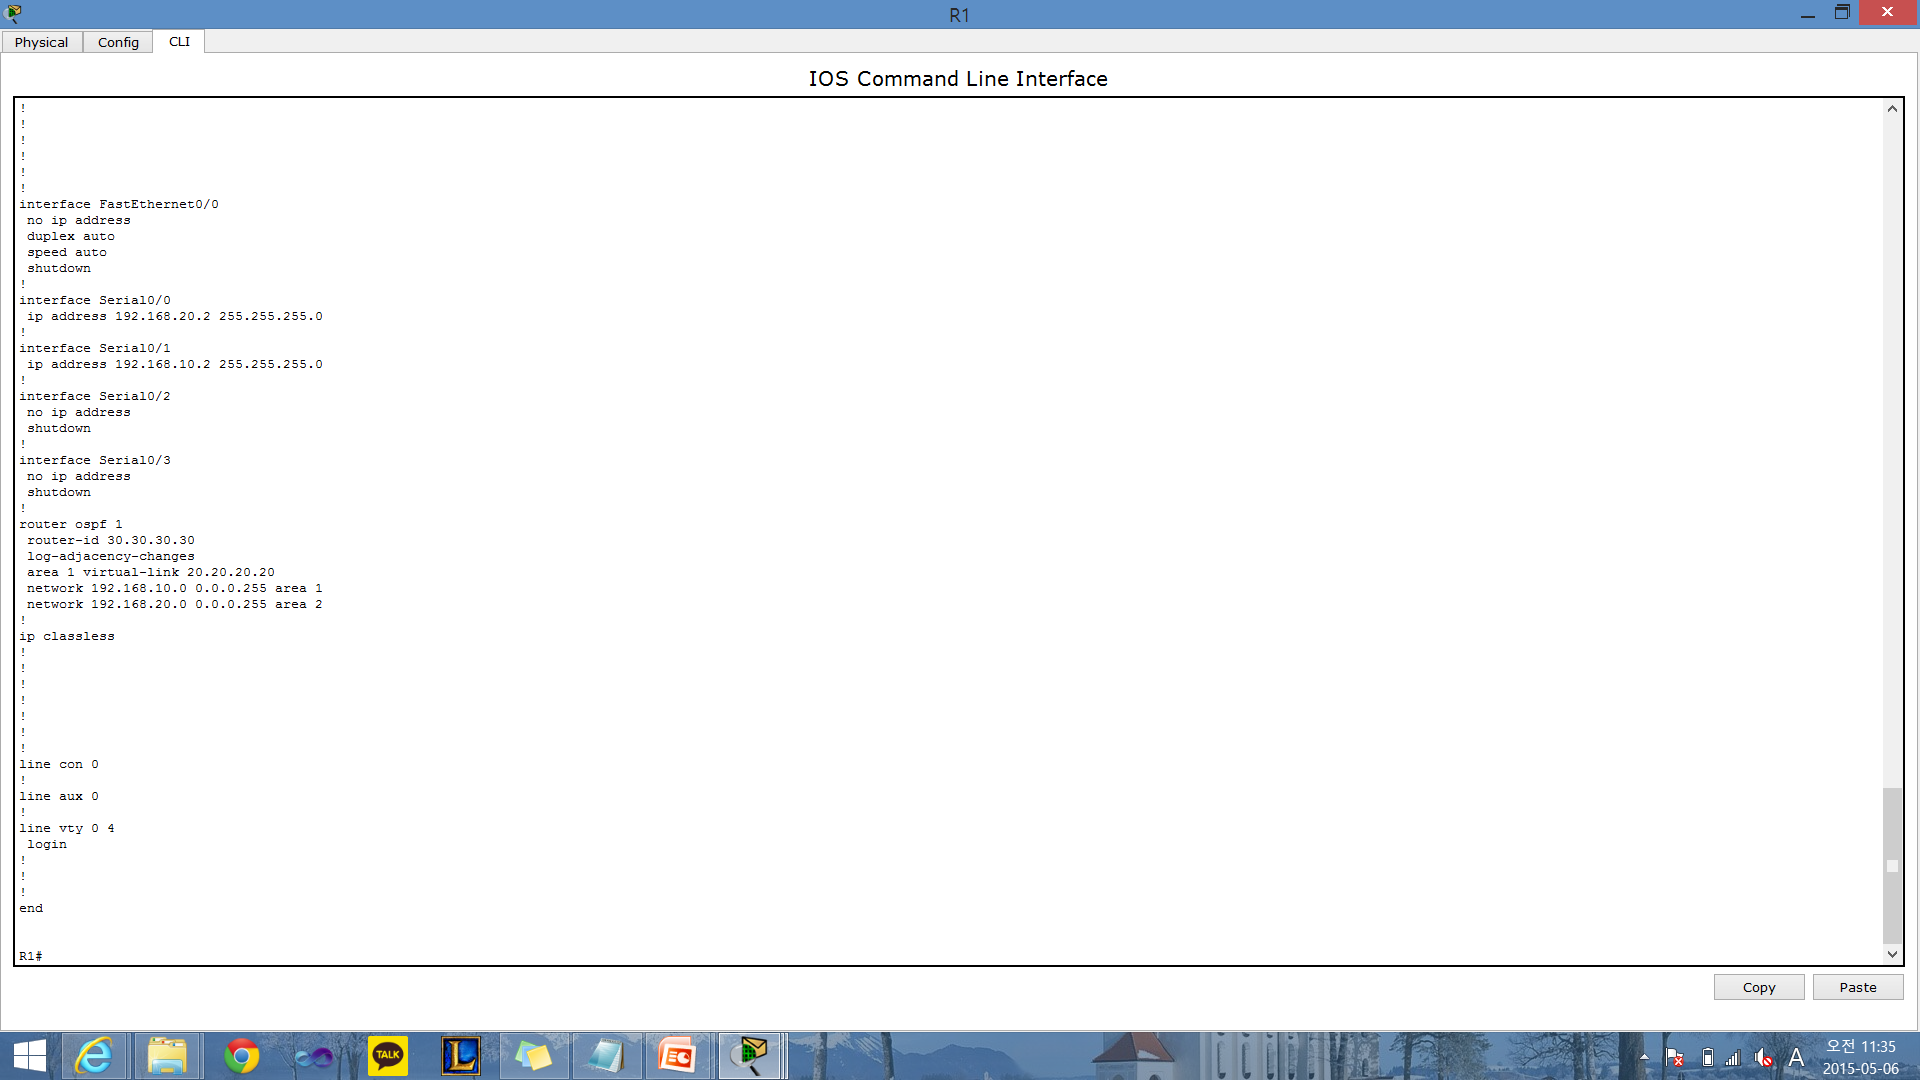 R1
Physical Config CLI
IOS Command Line Interface
!
!
!
!
!
!
interface FastEthernet0/0
no ip address
duplex auto
speed auto
shutdown
!
interface Serial0/0
ip address 192.168.20.2 255.255.255.0
!
interface Serial0/1
ip address 192.168.10.2 255.255.255.0
!
interface Serial0/2
no ip address
shutdown
!
interface Serial0/3
no ip address
shutdown
!
router ospf 1
router-id 30.30.30.30
log-adjacency-changes
area 1 virtual-link 20.20.20.20
network 192.168.10.0 0.0.0.255 area 1
network 192.168.20.0 0.0.0.255 area 2
!
ip classless
!
!
!
!
!
!
!
line con 0
!
line aux 0
!
line vty 0 4
login
!
!
!
end
R1#
Copy Paste
TALK
A
오전 11:35
2015-05-06